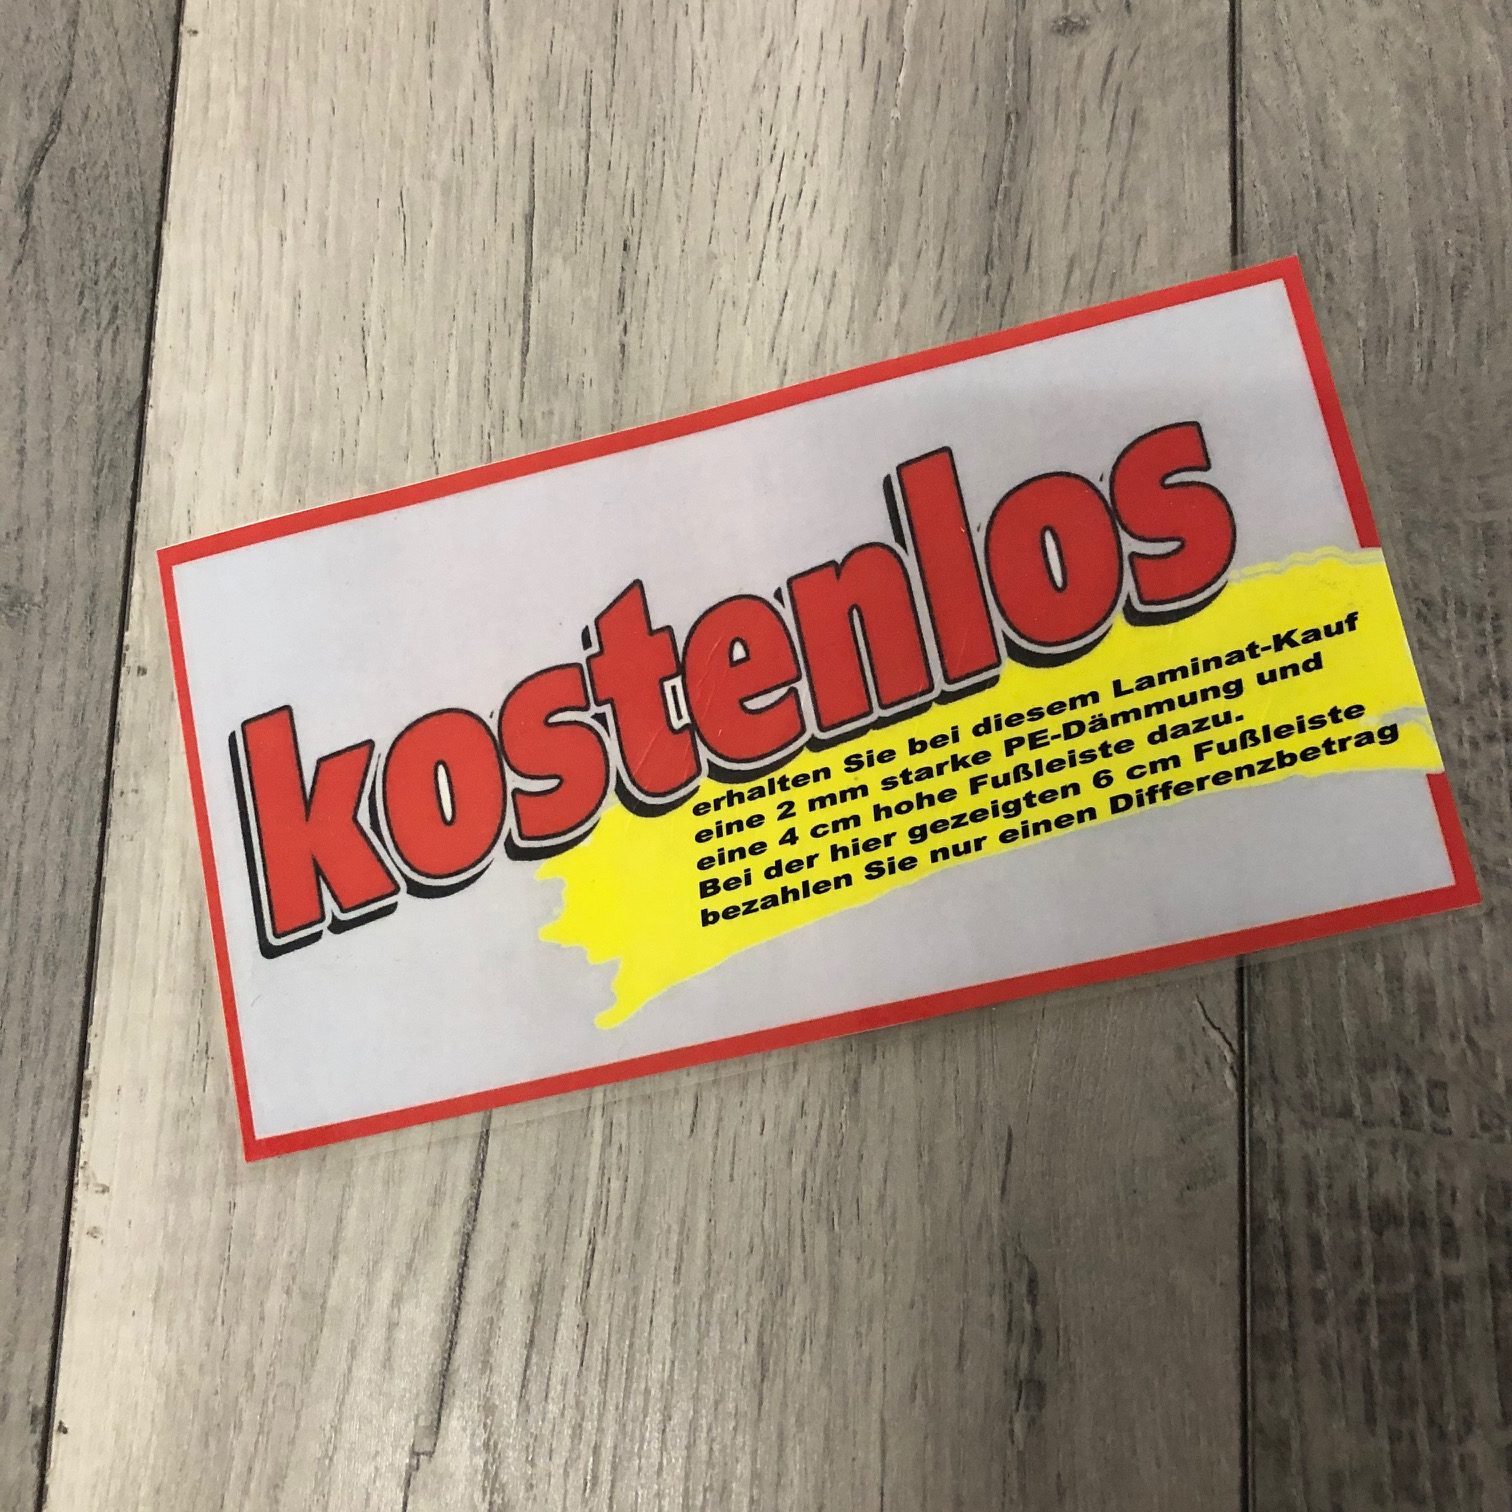 kostenlos
erhalten Sie bei diesem Laminat-Kauf
eine 2 mm starke PE-Dämmung und
eine 4 cm hohe Fußleiste dazu.
Bei der hier gezeigten 6 cm Fußleiste
bezahlen Sie nur einen Differenzbetrag